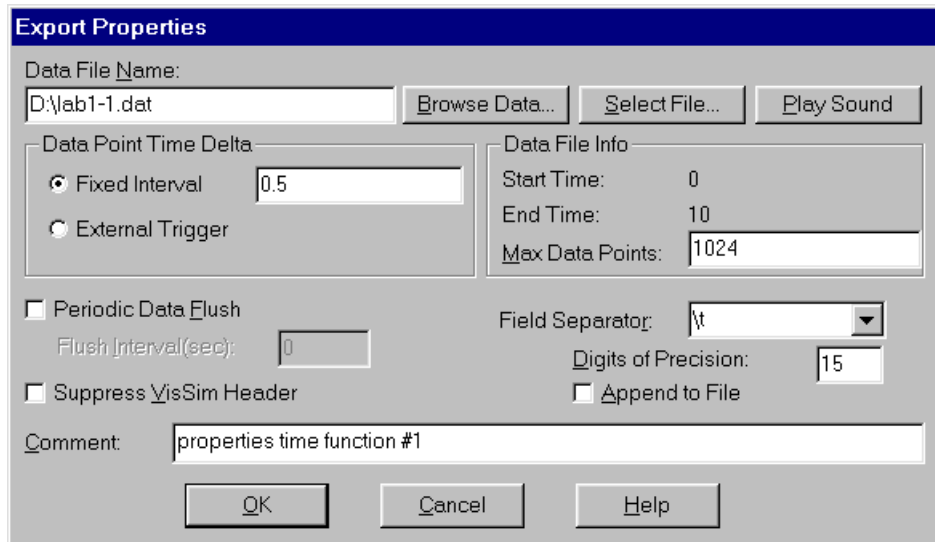 Export Properties
Data File Name:
D:\lab1-1.dat Browse Data... Select File... Play Sound
Data Point Time Delta
Fixed Interval 0.5
External Trigger
Data File Info
Start Time: 0
End Time: 10
Max Data Points: 1024
Periodic Data Flush
Flush Interval(sec): 0
Suppress VisSim Header
Field Separator: \t
Digits of Precision: 15
Append to File
Comment: properties time function #1
OK Cancel Help